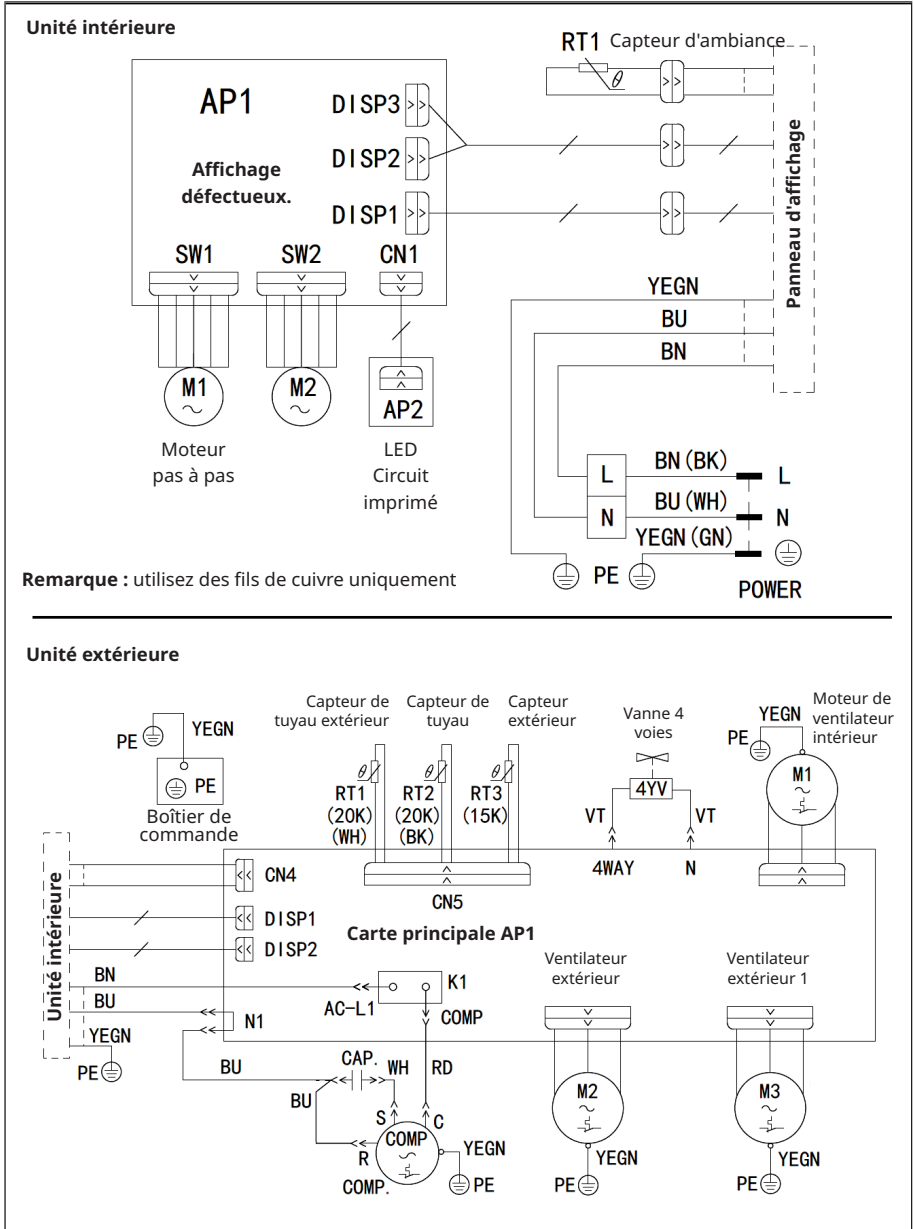 Unité intérieure
RT1 Capteur d'ambiance
θ
AP1
DISP3
DISP2
DISP1
Affichage
défectueux.
Panneau d'affichage
SW1 SW2 CN1
M1 M2
AP2
Moteur
pas à pas
LED
Circuit
imprimé
YEGN
BU
BN
L BN(BK) L
N BU(WH) N
YEGN(GN)
PE
POWER
Remarque : utilisez des fils de cuivre uniquement
Unité extérieure
PE YEGN
PE
Boîtier de
commande
Capteur de
tuyau extérieur
Capteur de
tuyau
Capteur
extérieur
θ θ θ
RT1 RT2 RT3
(20K) (20K) (15K)
(WH) (BK)
Vanne 4
voies
4YV
VT VT
4WAY N
Moteur de
ventilateur
intérieur
YEGN
PE
M1
Unité intérieure
CN4
DISP1
DISP2
CN5
Carte principale AP1
BN
BU
YEGN
PE
N1
AC-L1
K1
COMP
BU
CAP.
WH RD
BU
S C
R
COMP
COMP.
YEGN
PE
Ventilateur
extérieur
M2
YEGN
PE
Ventilateur
extérieur 1
M3
YEGN
PE